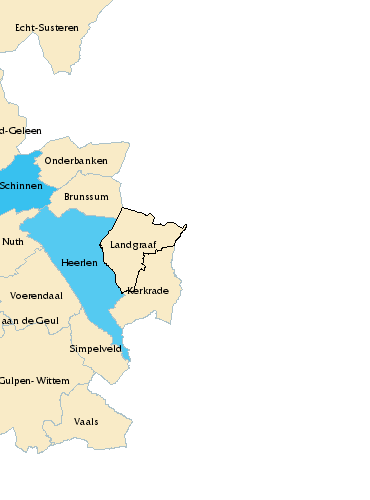 Echt-Susteren
d-Geleen
Onderbanken
Schinnen
Brunssum
Nuth
Landgraaf
Heerlen
Voerendaal
Kerkrade
aan de Geul
Simpelveld
Gulpen-Wittem
Vaals